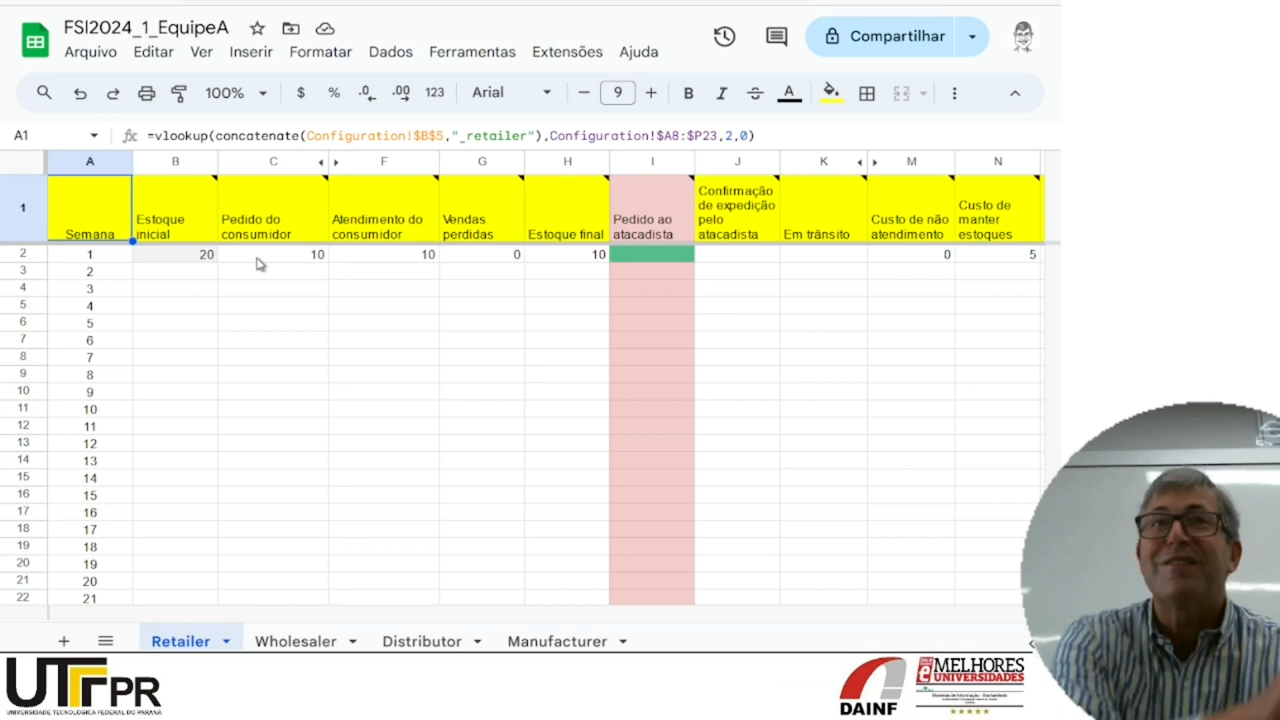 FSI2024_1_EquipeA
Arquivo Editar Ver Inserir Formatar Dados Ferramentas Extensões Ajuda
Compartilhar
100% $ % .0 .00 123 Arial 9 B I A
A1 fx =vlookup(concatenate(Configuration!$B$5,"_retailer"),Configuration!$A8:$P23,2,0)
A B C F G H I J K M N
1 Semana Estoque inicial Pedido do consumidor Atendimento do consumidor Vendas perdidas Estoque final Pedido ao atacadista Confirmação de expedição pelo atacadista Em trânsito Custo de não atendimento Custo de manter estoques
2 1 20 10 10 0 10 0 5
3 2
4 3
5 4
6 5
7 6
8 7
9 8
10 9
11 10
12 11
13 12
14 13
15 14
16 15
17 16
18 17
19 18
20 19
21 20
22 21
Retailer Wholesaler Distributor Manufacturer
UTFPR
UNIVERSIDADE TECNOLÓGICA FEDERAL DO PARANÁ
DAINF
MELHORES
UNIVERSIDADES
Sistemas de Informação - Bacharelado